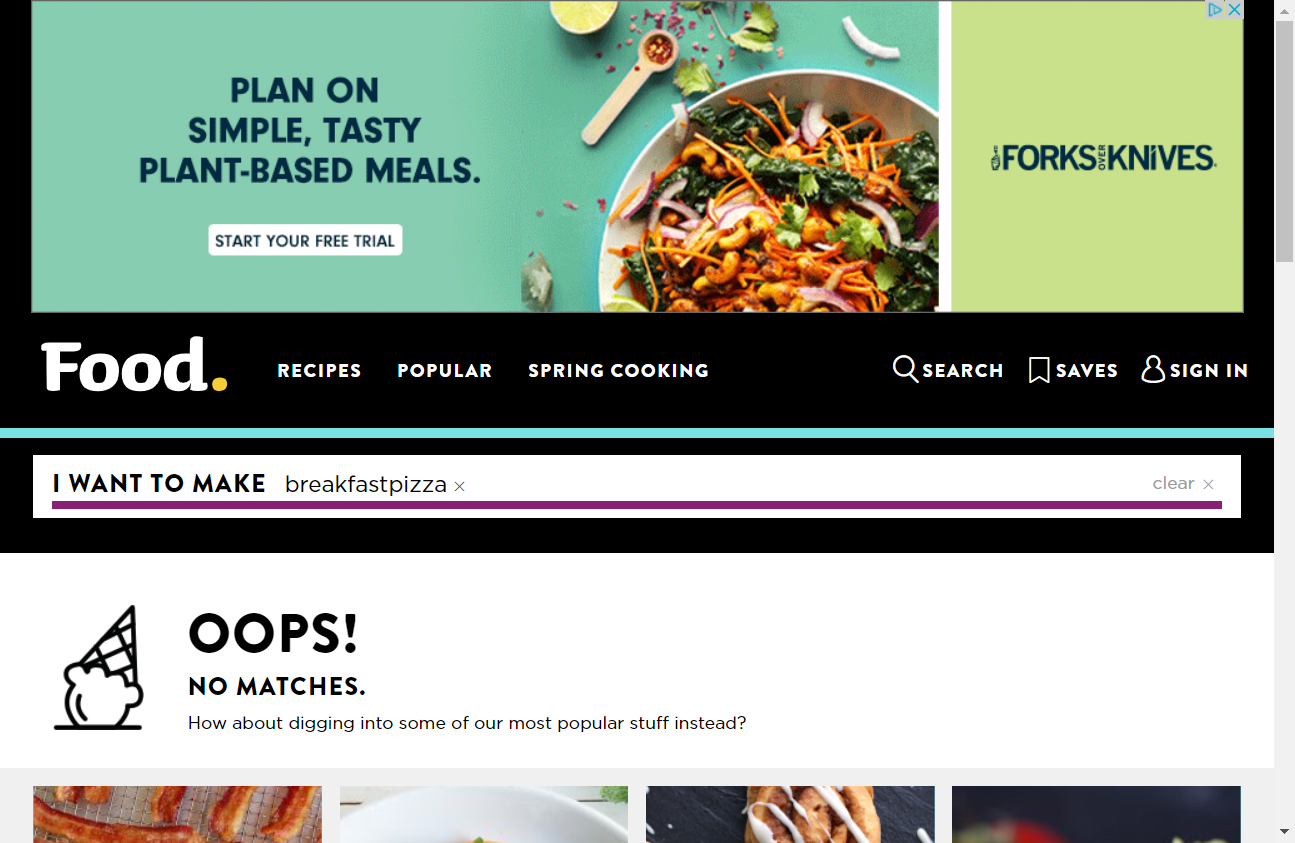 PLAN ON
SIMPLE, TASTY
PLANT-BASED MEALS.
START YOUR FREE TRIAL
FORKS OVER KNIVES
Food.
RECIPES
POPULAR
SPRING COOKING
SEARCH
SAVES
SIGN IN
I WANT TO MAKE breakfastpizza ×
clear ×
OOPS!
NO MATCHES.
How about digging into some of our most popular stuff instead?